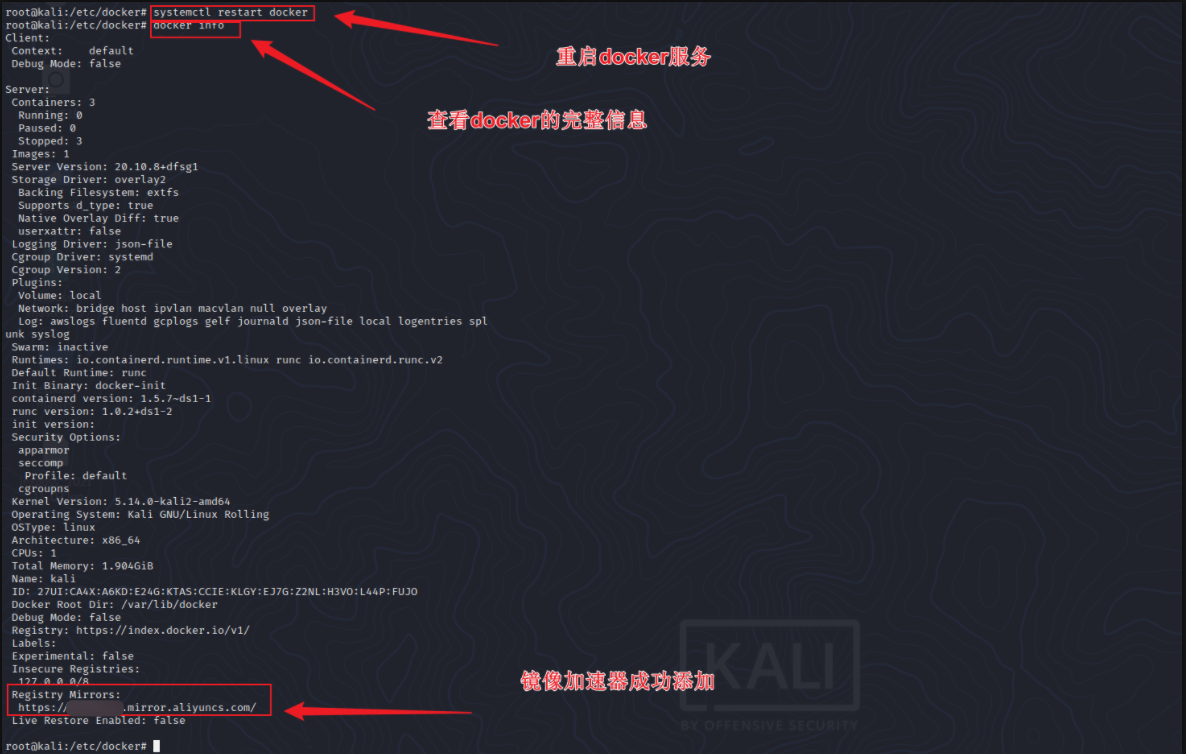 root@kali:/etc/docker# systemctl restart docker
root@kali:/etc/docker# docker info
Client:
 Context:    default
 Debug Mode: false
重启docker服务
查看docker的完整信息
Server:
 Containers: 3
  Running: 0
  Paused: 0
  Stopped: 3
 Images: 1
 Server Version: 20.10.8+dfsg1
 Storage Driver: overlay2
  Backing Filesystem: extfs
  Supports d_type: true
  Native Overlay Diff: true
  userxattr: false
 Logging Driver: json-file
 Cgroup Driver: systemd
 Cgroup Version: 2
 Plugins:
  Volume: local
  Network: bridge host ipvlan macvlan null overlay
  Log: awslogs fluentd gcplogs gelf journald json-file local logentries spl
unk syslog
 Swarm: inactive
 Runtimes: io.containerd.runtime.v1.linux runc io.containerd.runc.v2
 Default Runtime: runc
 Init Binary: docker-init
 containerd version: 1.5.7~ds1-1
 runc version: 1.0.2+ds1-2
 init version:
 Security Options:
  apparmor
  seccomp
   Profile: default
  cgroupns
 Kernel Version: 5.14.0-kali2-amd64
 Operating System: Kali GNU/Linux Rolling
 OSType: linux
 Architecture: x86_64
 CPUs: 1
 Total Memory: 1.904GiB
 Name: kali
 ID: 27UI:CA4X:A6KD:E24G:KTAS:CCIE:KLGY:EJ7G:Z2NL:H3VO:L44P:FUJO
 Docker Root Dir: /var/lib/docker
 Debug Mode: false
 Registry: https://index.docker.io/v1/
 Labels:
 Experimental: false
 Insecure Registries:
  127.0.0.0/8
 Registry Mirrors:
  https://.mirror.aliyuncs.com/
 Live Restore Enabled: false
镜像加速器成功添加
KALI
BY OFFENSIVE SECURITY
root@kali:/etc/docker#